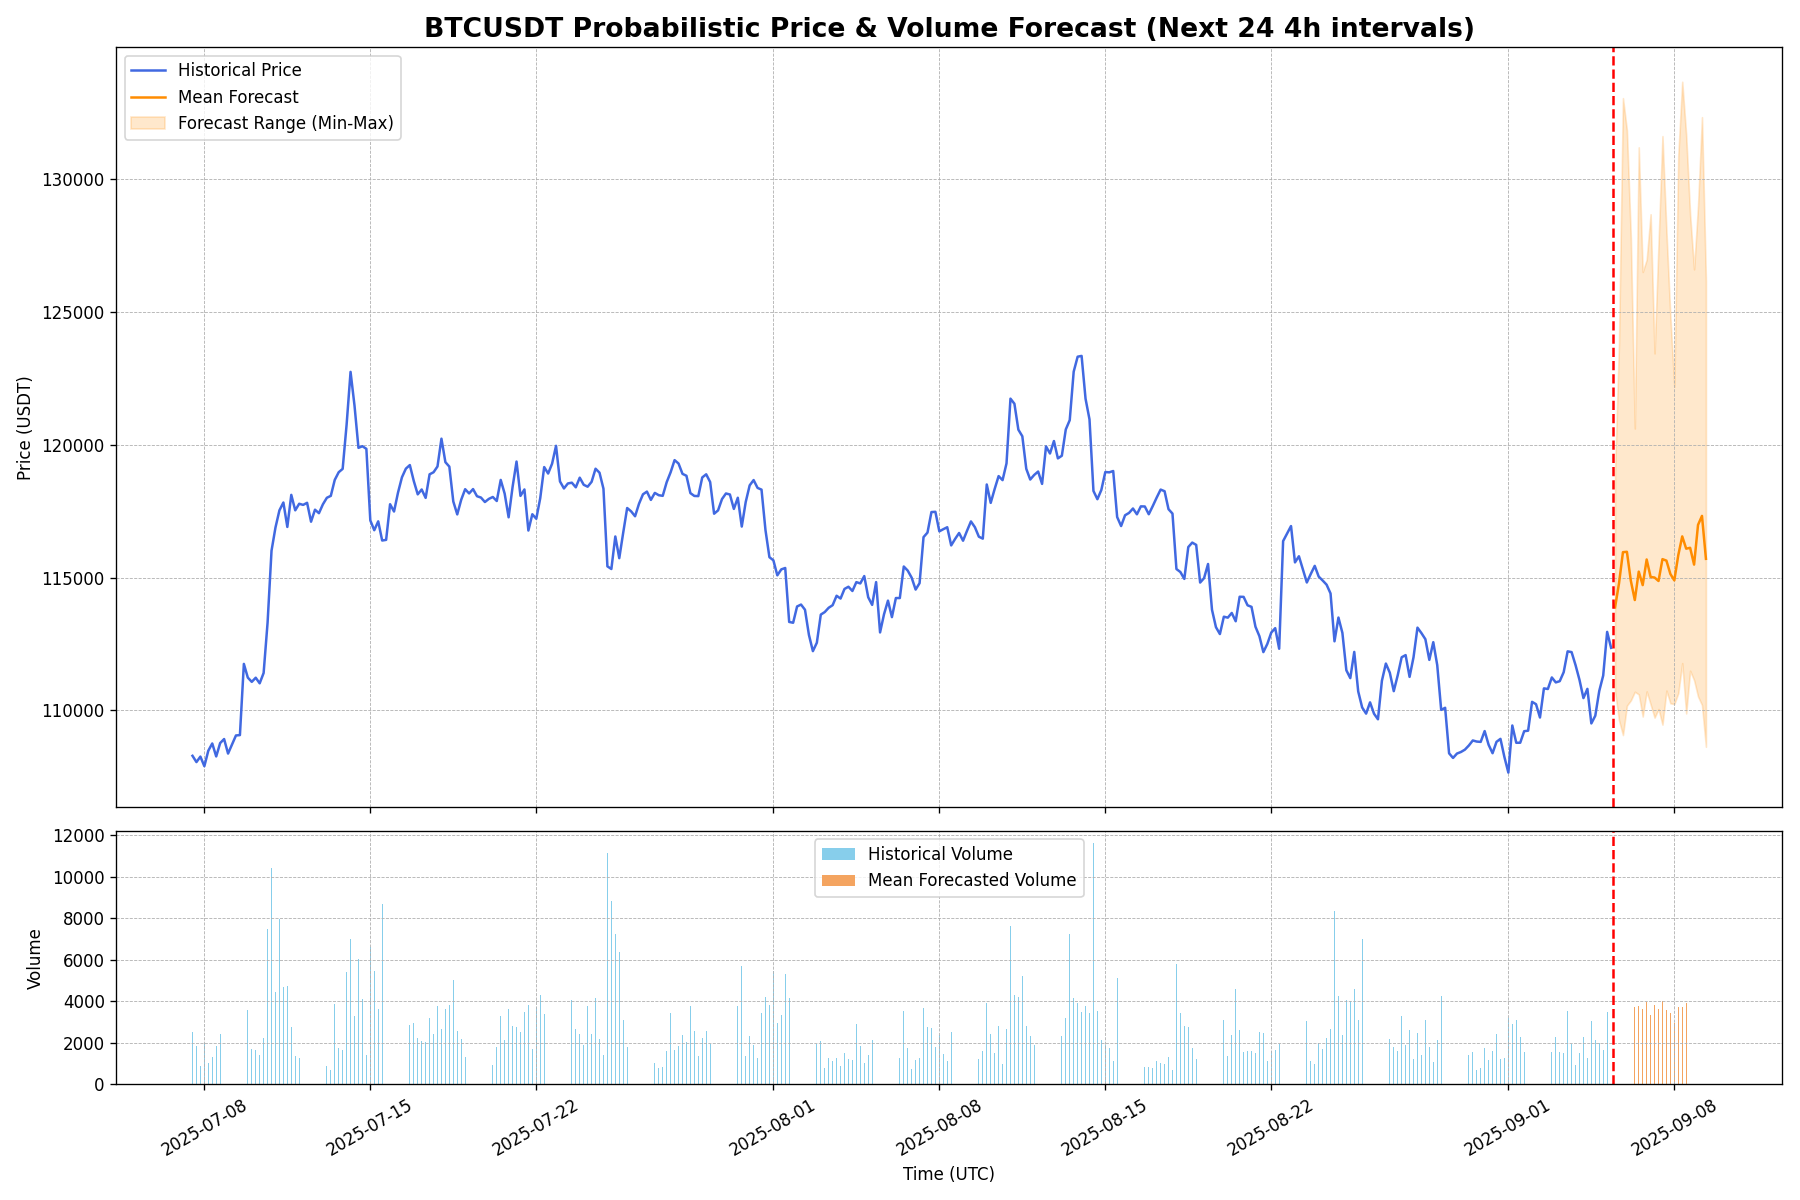 BTCUSDT Probabilistic Price & Volume Forecast (Next 24 4h intervals)
Historical Price
Mean Forecast
Forecast Range (Min-Max)
Price (USDT)
130000
125000
120000
115000
110000
Historical Volume
Mean Forecasted Volume
Volume
12000
10000
8000
6000
4000
2000
0
2025-07-08
2025-07-15
2025-07-22
2025-08-01
2025-08-08
2025-08-15
2025-08-22
2025-09-01
2025-09-08
Time (UTC)